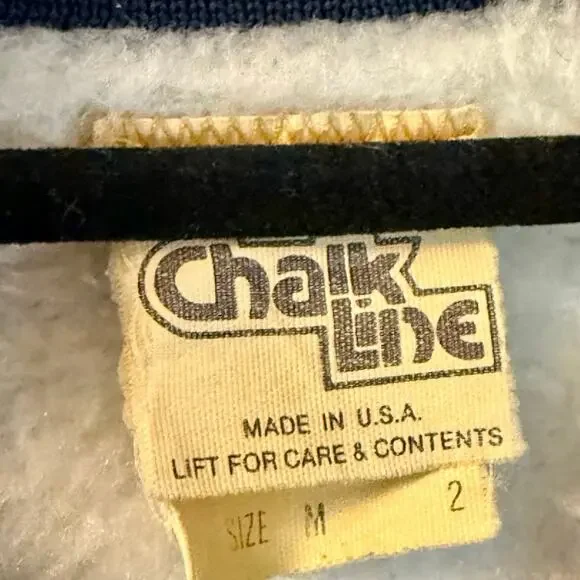 Chalk
Line
MADE IN U.S.A.
LIFT FOR CARE & CONTENTS
SIZE M 2